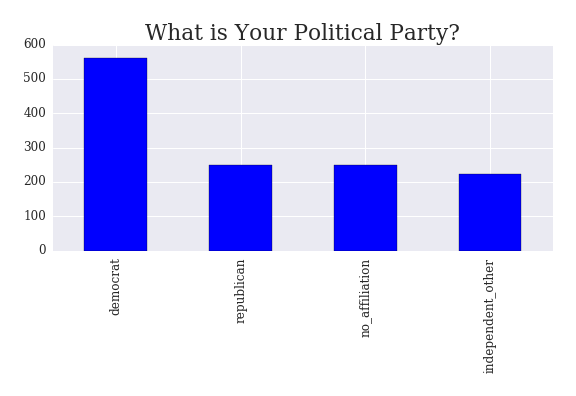 What is Your Political Party?
600
500
400
300
200
100
0
democrat
republican
no_affiliation
independent_other